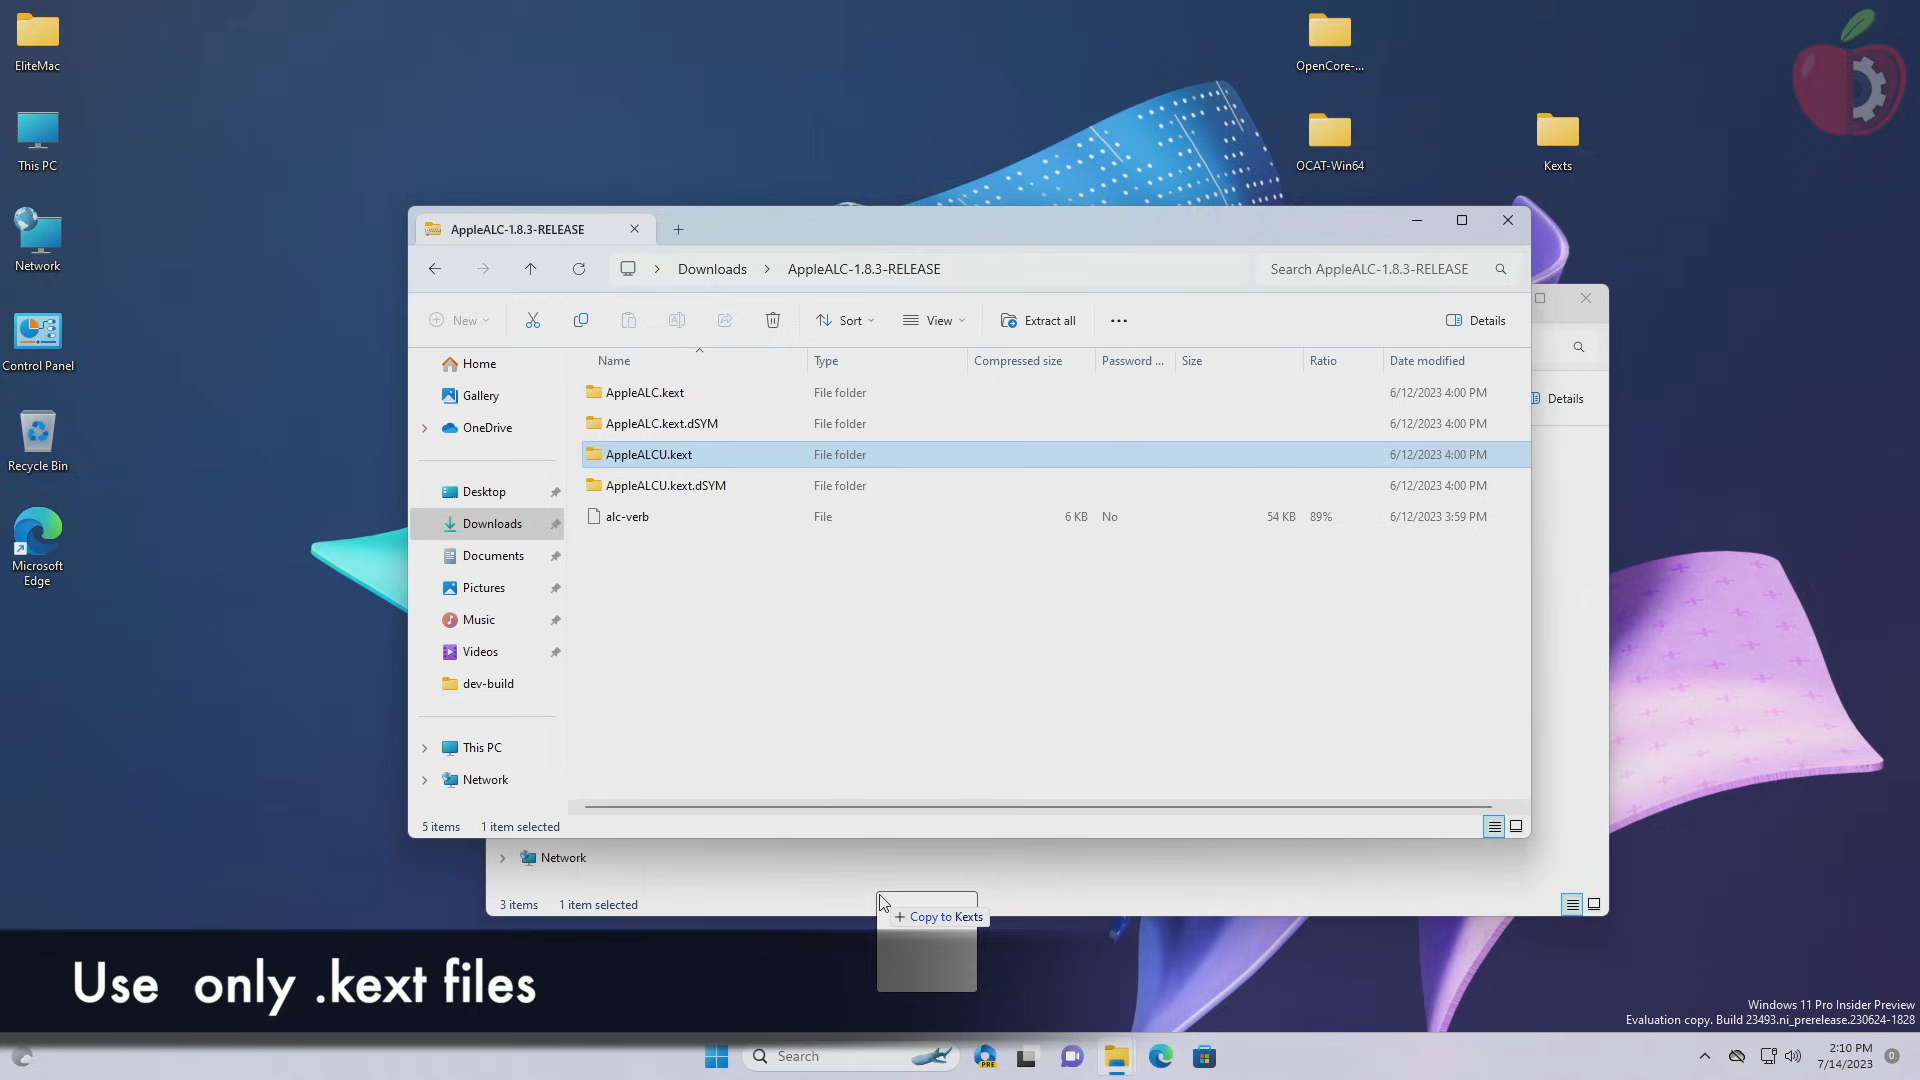 EliteMac
This PC
Network
Control Panel
Recycle Bin
Microsoft
Edge
OpenCore-...
OCAT-Win64
Kexts
AppleALC-1.8.3-RELEASE
Downloads
AppleALC-1.8.3-RELEASE
Search AppleALC-1.8.3-RELEASE
New
Sort
View
Extract all
Details
Details
Home
Gallery
OneDrive
Desktop
Downloads
Documents
Pictures
Music
Videos
dev-build
This PC
Network
Name Type Compressed size Password ... Size Ratio Date modified
AppleALC.kext File folder 6/12/2023 4:00 PM
AppleALC.kext.dSYM File folder 6/12/2023 4:00 PM
AppleALCU.kext File folder 6/12/2023 4:00 PM
AppleALCU.kext.dSYM File folder 6/12/2023 4:00 PM
alc-verb File 6 KB No 54 KB 89% 6/12/2023 3:59 PM
5 items 1 item selected
Network
3 items 1 item selected
+ Copy to Kexts
Use only .kext files
Windows 11 Pro Insider Preview
Evaluation copy. Build 23493.ni_prerelease.230624-1828
Search
PRE
2:10 PM
7/14/2023
0